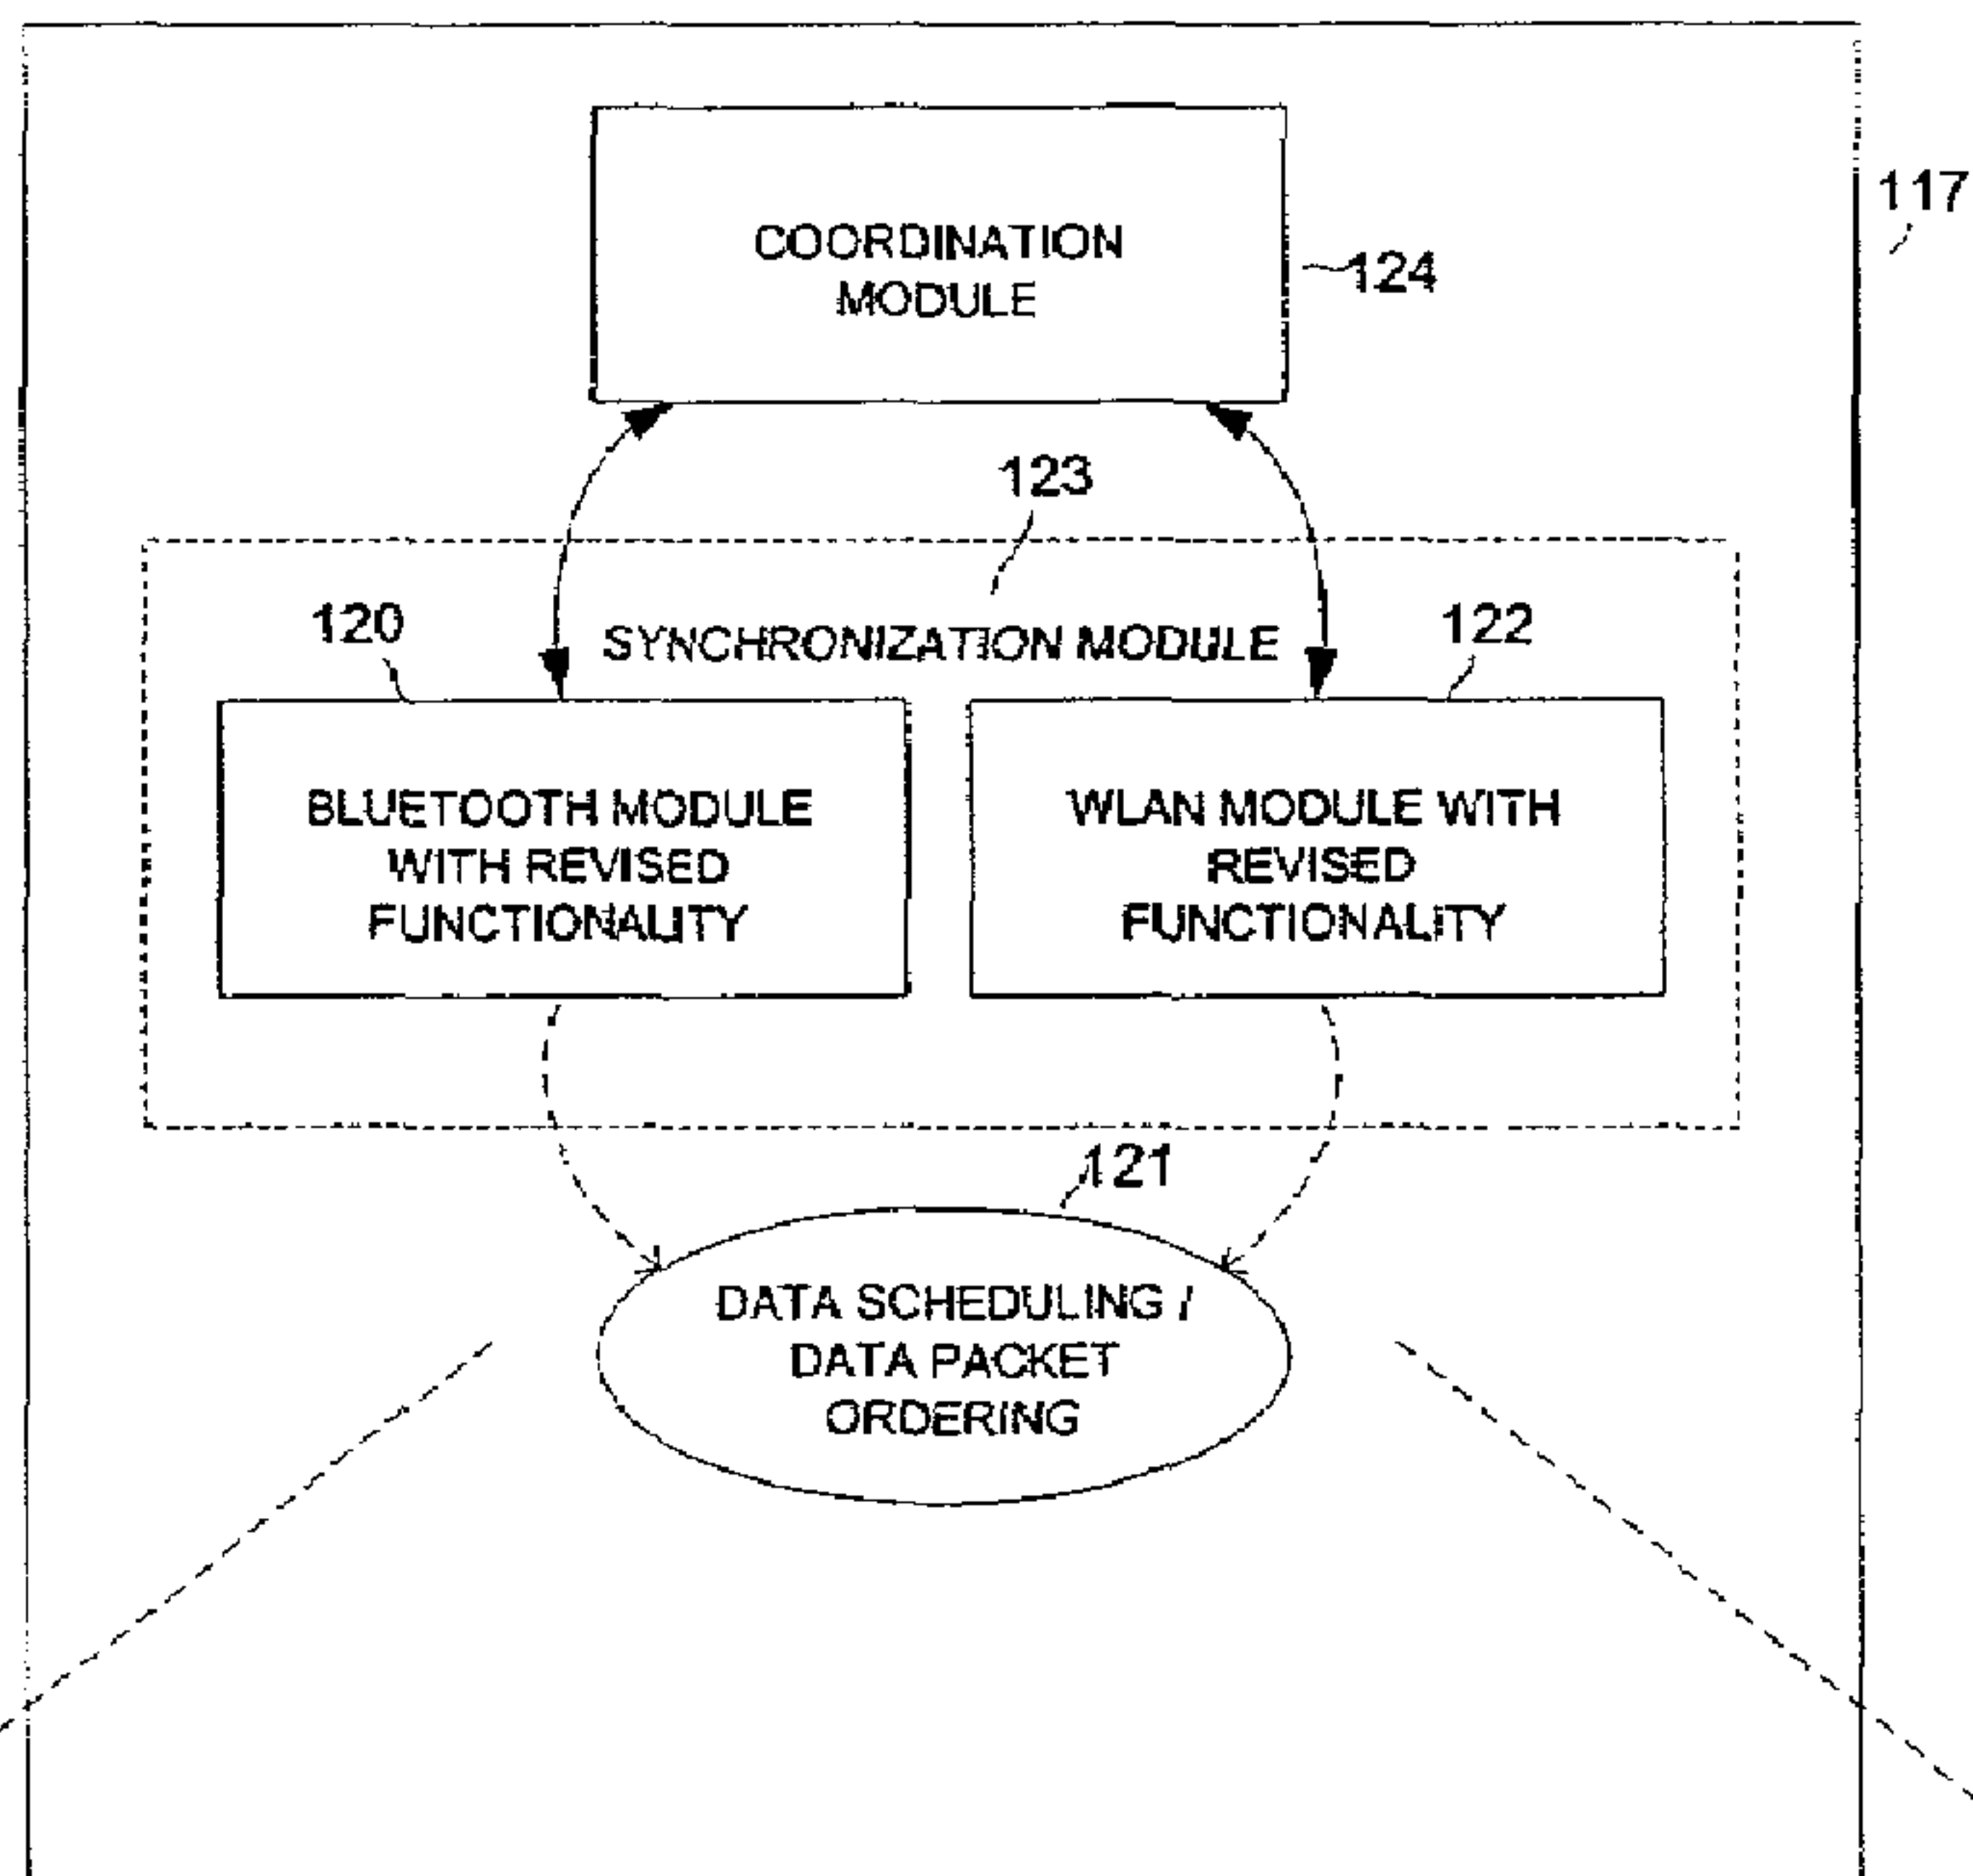 117
COORDINATION
MODULE
124
123
120
SYNCHRONIZATION MODULE
122
BLUETOOTH MODULE
WITH REVISED
FUNCTIONALITY
WLAN MODULE WITH
REVISED
FUNCTIONALITY
121
DATA SCHEDULING /
DATA PACKET
ORDERING